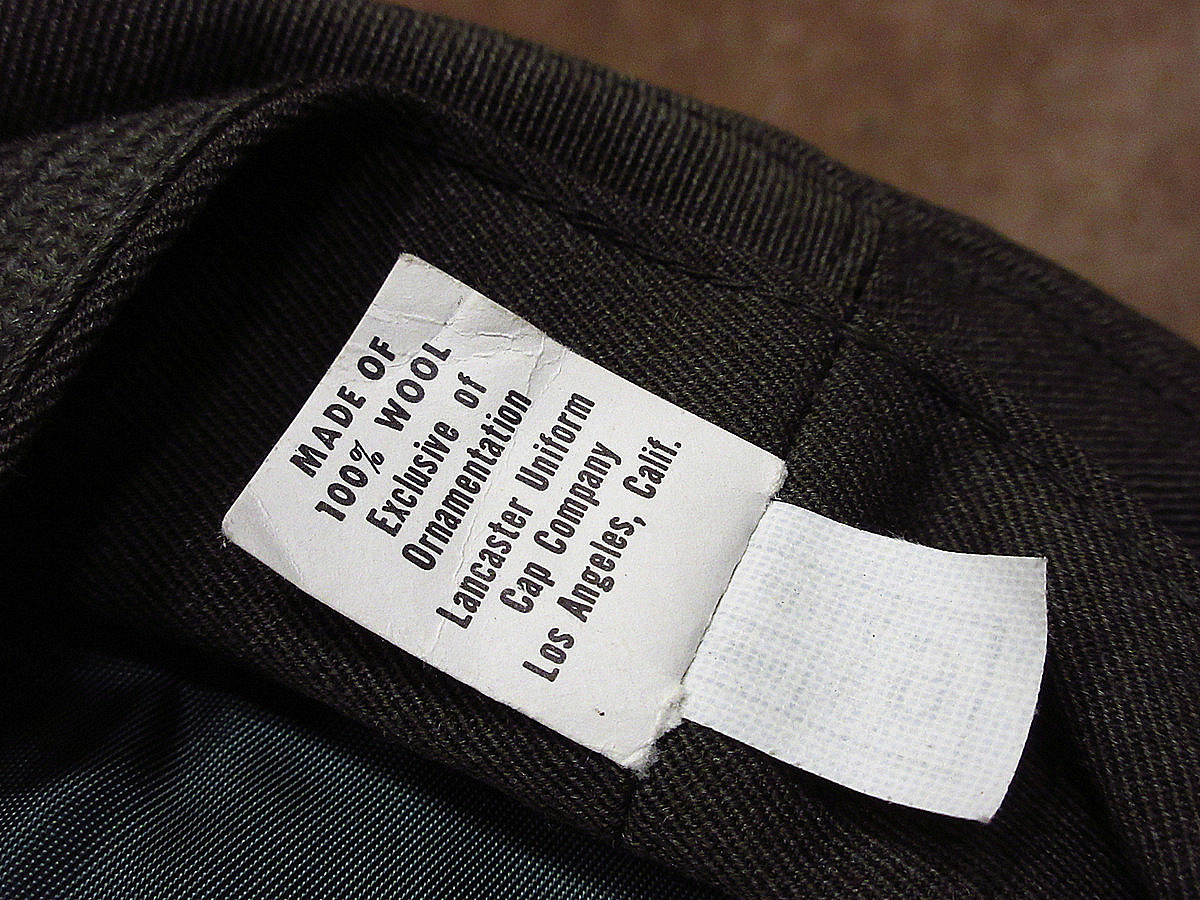 MADE OF
100% WOOL
Exclusive of
Ornamentation
Lancaster Uniform
Cap Company
Los Angeles, Calif.